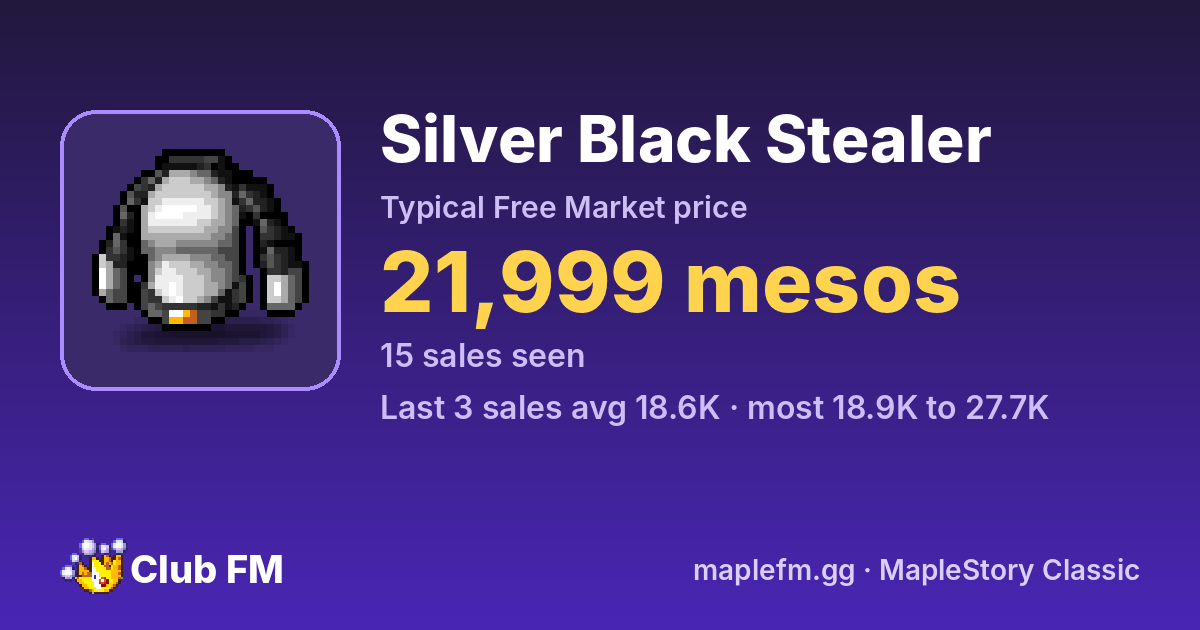 Silver Black Stealer
Typical Free Market price
21,999 mesos
15 sales seen
Last 3 sales avg 18.6K · most 18.9K to 27.7K
Club FM
maplefm.gg · MapleStory Classic